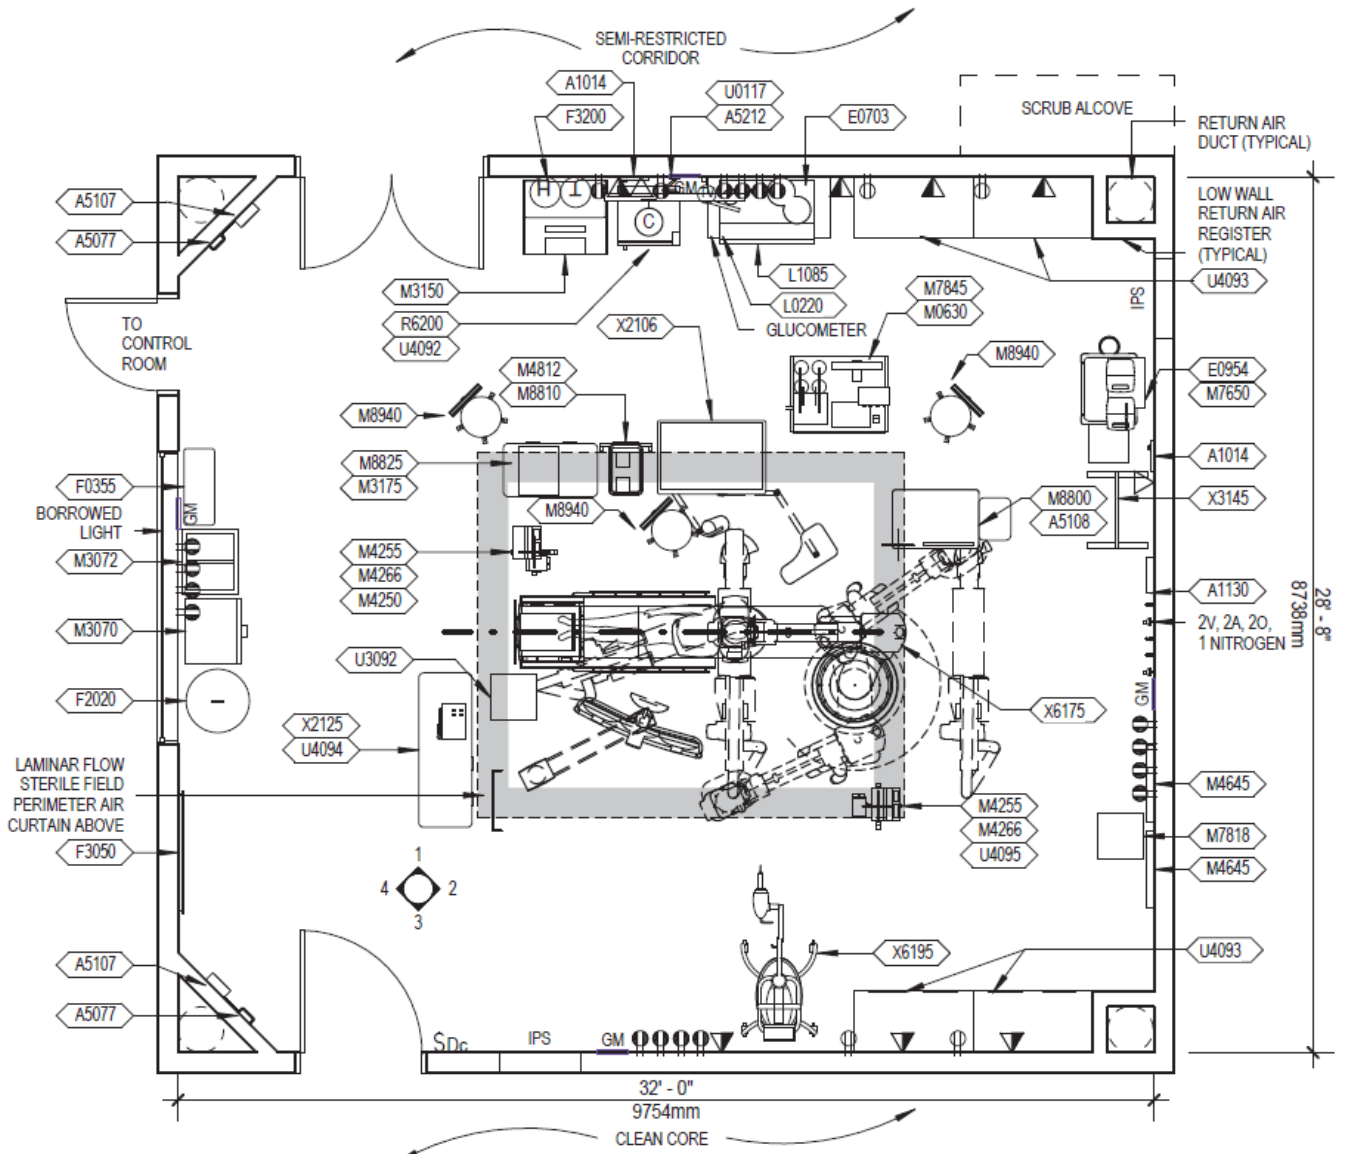 SEMI-RESTRICTED
CORRIDOR
A1014
F3200
U0117
A5212
E0703
SCRUB ALCOVE
RETURN AIR
DUCT (TYPICAL)
A5107
A5077
GM
C
LOW WALL
RETURN AIR
REGISTER
(TYPICAL)
U4093
M3150
R6200
U4092
L1085
L0220
GLUCOMETER
X2106
M7845
M0630
IPS
TO
CONTROL
ROOM
M4812
M8810
M8940
M8940
E0954
M7650
M8825
M3175
A1014
F0355
BORROWED
LIGHT
GM
M8940
M8800
A5108
X3145
M3072
M4255
M4266
M4250
A1130
2V, 2A, 2O,
1 NITROGEN
28' - 8"
8738mm
M3070
U3092
F2020
X2125
U4094
GM
X6175
LAMINAR FLOW
STERILE FIELD
PERIMETER AIR
CURTAIN ABOVE
M4645
M4255
M4266
U4095
M7818
F3050
M4645
1
4
2
3
A5107
X6195
U4093
A5077
$Dc
IPS
GM
32' - 0"
9754mm
CLEAN CORE